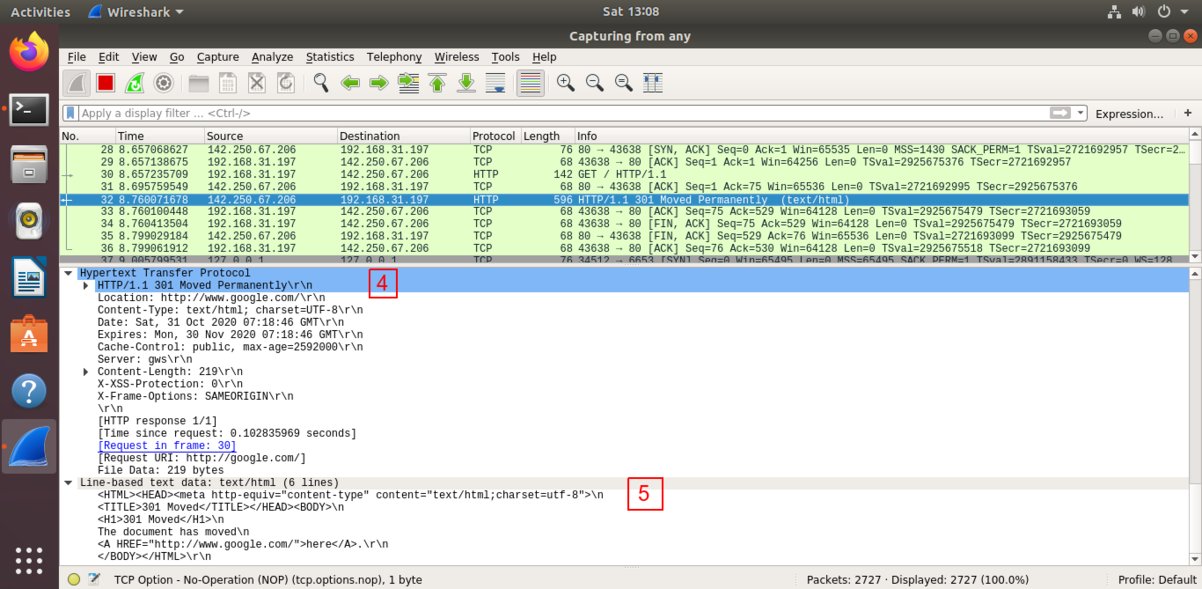 Activities Wireshark Sat 13:08
Capturing from any
File Edit View Go Capture Analyze Statistics Telephony Wireless Tools Help
Apply a display filter … <Ctrl-/> Expression… +
No. Time Source Destination Protocol Length Info
28 8.657068627 142.250.67.206 192.168.31.197 TCP 76 80 → 43638 [SYN, ACK] Seq=0 Ack=1 Win=65535 Len=0 MSS=1430 SACK_PERM=1 TSval=2721692957 TSecr=2…
29 8.657138675 192.168.31.197 142.250.67.206 TCP 68 43638 → 80 [ACK] Seq=1 Ack=1 Win=64256 Len=0 TSval=2925675376 TSecr=2721692957
30 8.657235709 192.168.31.197 142.250.67.206 HTTP 142 GET / HTTP/1.1
31 8.695759549 142.250.67.206 192.168.31.197 TCP 68 80 → 43638 [ACK] Seq=1 Ack=75 Win=65536 Len=0 TSval=2721692995 TSecr=2925675376
32 8.760071678 142.250.67.206 192.168.31.197 HTTP 596 HTTP/1.1 301 Moved Permanently (text/html)
33 8.760100448 192.168.31.197 142.250.67.206 TCP 68 43638 → 80 [ACK] Seq=75 Ack=529 Win=64128 Len=0 TSval=2925675479 TSecr=2721693059
34 8.760413504 192.168.31.197 142.250.67.206 TCP 68 43638 → 80 [FIN, ACK] Seq=75 Ack=529 Win=64128 Len=0 TSval=2925675479 TSecr=2721693059
35 8.799029184 142.250.67.206 192.168.31.197 TCP 68 80 → 43638 [FIN, ACK] Seq=529 Ack=76 Win=65536 Len=0 TSval=2721693099 TSecr=2925675479
36 8.799061912 192.168.31.197 142.250.67.206 TCP 68 43638 → 80 [ACK] Seq=76 Ack=530 Win=64128 Len=0 TSval=2925675518 TSecr=2721693099
37 9.005799531 127.0.0.1 127.0.0.1 TCP 76 34512 → 6653 [SYN] Seq=0 Win=65495 Len=0 MSS=65495 SACK_PERM=1 TSval=2891158433 TSecr=0 WS=128
Hypertext Transfer Protocol
HTTP/1.1 301 Moved Permanently\r\n 4
Location: http://www.google.com/\r\n
Content-Type: text/html; charset=UTF-8\r\n
Date: Sat, 31 Oct 2020 07:18:46 GMT\r\n
Expires: Mon, 30 Nov 2020 07:18:46 GMT\r\n
Cache-Control: public, max-age=2592000\r\n
Server: gws\r\n
Content-Length: 219\r\n
X-XSS-Protection: 0\r\n
X-Frame-Options: SAMEORIGIN\r\n
\r\n
[HTTP response 1/1]
[Time since request: 0.102835969 seconds]
[Request in frame: 30]
[Request URI: http://google.com/]
File Data: 219 bytes
Line-based text data: text/html (6 lines)
<HTML><HEAD><meta http-equiv="content-type" content="text/html;charset=utf-8">\n 5
<TITLE>301 Moved</TITLE></HEAD><BODY>\n
<H1>301 Moved</H1>\n
The document has moved\n
<A HREF="http://www.google.com/">here</A>.\r\n
</BODY></HTML>\r\n
TCP Option - No-Operation (NOP) (tcp.options.nop), 1 byte Packets: 2727 · Displayed: 2727 (100.0%) Profile: Default